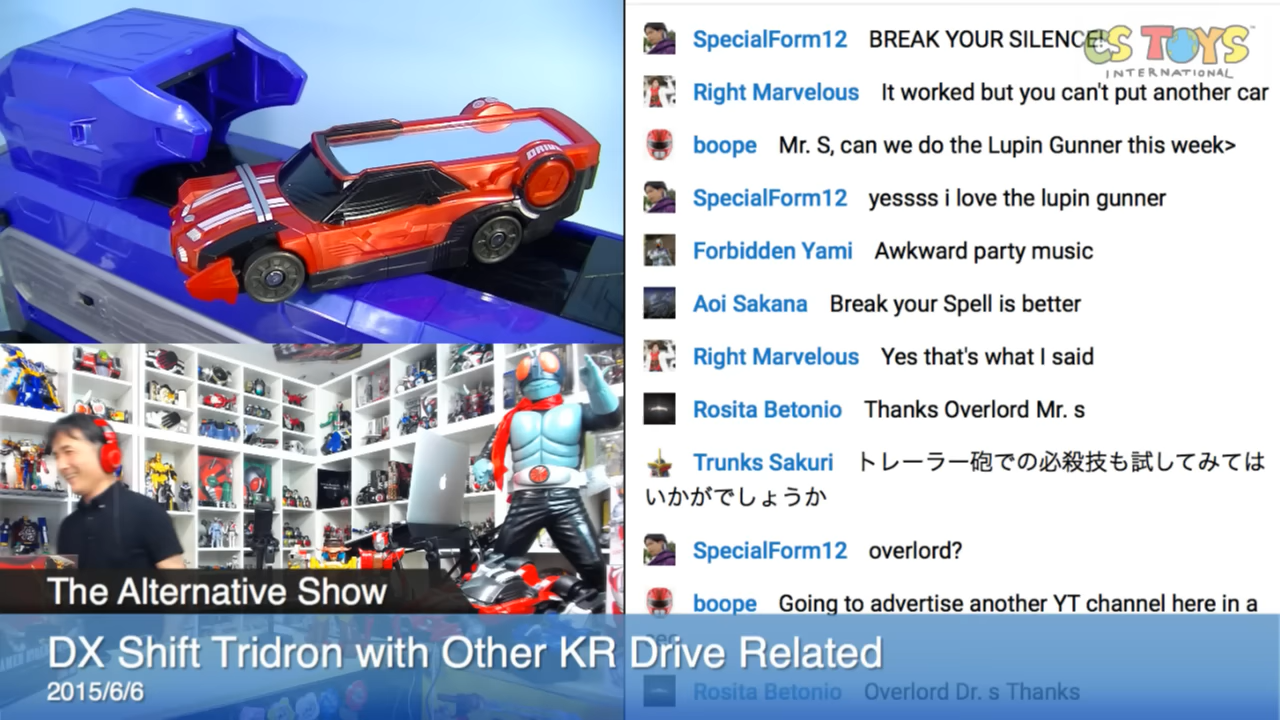 SpecialForm12 BREAK YOUR SILENCE!
CS TOYS
INTERNATIONAL
Right Marvelous It worked but you can't put another car
boope Mr. S, can we do the Lupin Gunner this week>
SpecialForm12 yessss i love the lupin gunner
Forbidden Yami Awkward party music
Aoi Sakana Break your Spell is better
Right Marvelous Yes that's what I said
Rosita Betonio Thanks Overlord Mr. s
Trunks Sakuri トレーラー砲での必殺技も試してみては
いかがでしょうか
SpecialForm12 overlord?
boope Going to advertise another YT channel here in a
Rosita Betonio Overlord Dr. s Thanks
DRIVE
The Alternative Show
DX Shift Tridron with Other KR Drive Related
2015/6/6